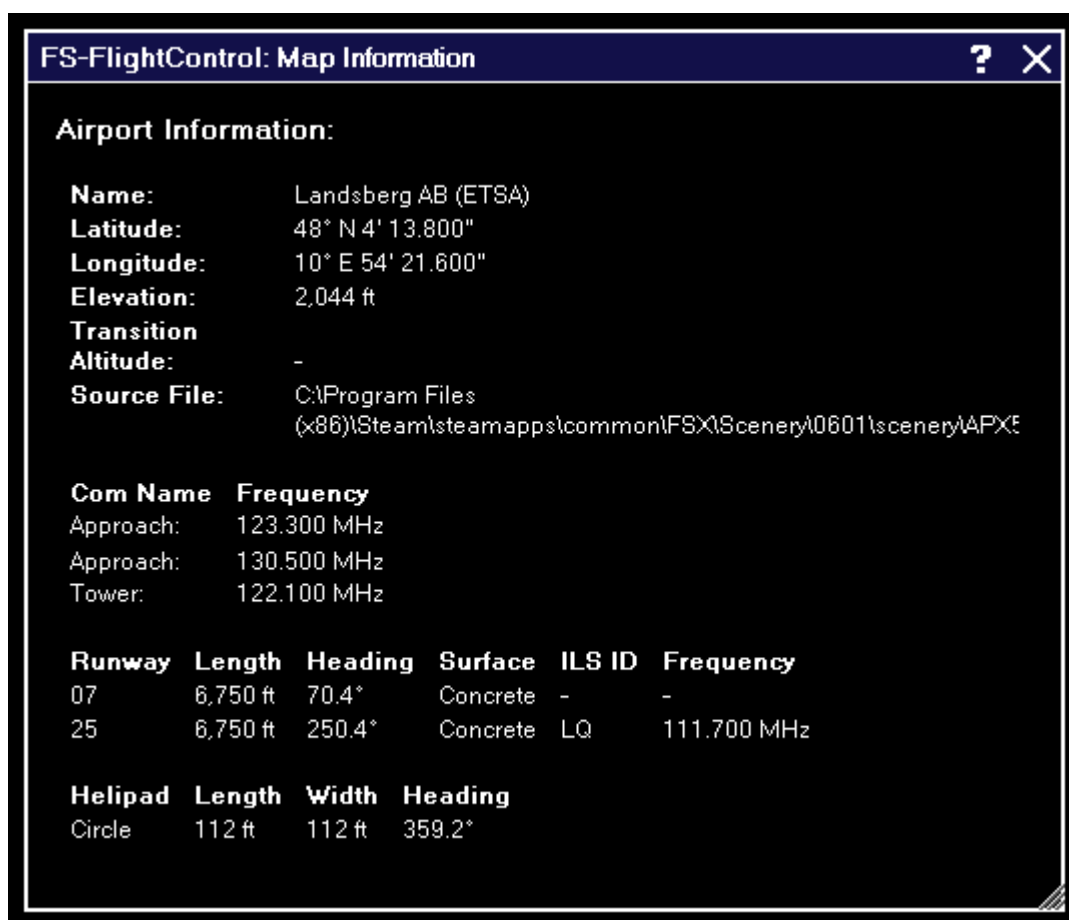 FS-FlightControl: Map Information ? X
Airport Information:
Name: Landsberg AB (ETSA)
Latitude: 48° N 4' 13.800"
Longitude: 10° E 54' 21.600"
Elevation: 2,044 ft
Transition
Altitude: -
Source File: C:\Program Files
(x86)\Steam\steamapps\common\FSX\Scenery\0601\scenery\APX5
Com Name Frequency
Approach: 123.300 MHz
Approach: 130.500 MHz
Tower: 122.100 MHz
Runway Length Heading Surface ILS ID Frequency
07 6,750 ft 70.4° Concrete - -
25 6,750 ft 250.4° Concrete LQ 111.700 MHz
Helipad Length Width Heading
Circle 112 ft 112 ft 359.2°